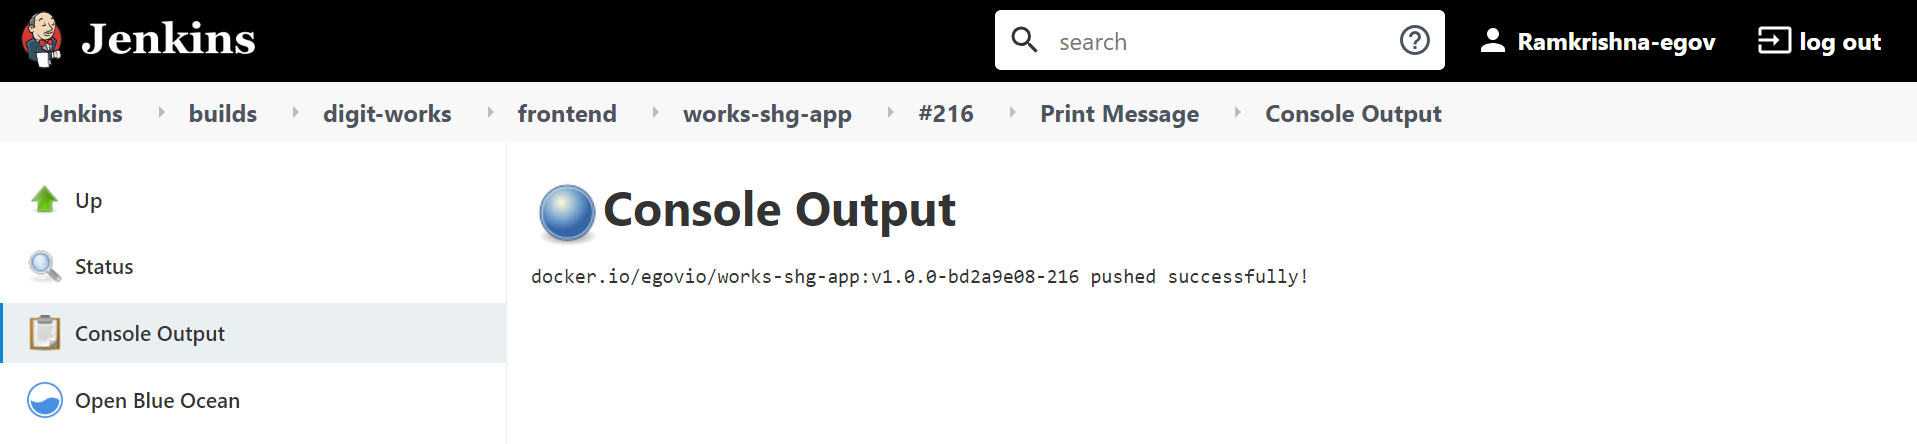 Jenkins
search
Ramkrishna-egov
log out
Jenkins builds digit-works frontend works-shg-app #216 Print Message Console Output
Up
Status
Console Output
Open Blue Ocean
Console Output
docker.io/egovio/works-shg-app:v1.0.0-bd2a9e08-216 pushed successfully!